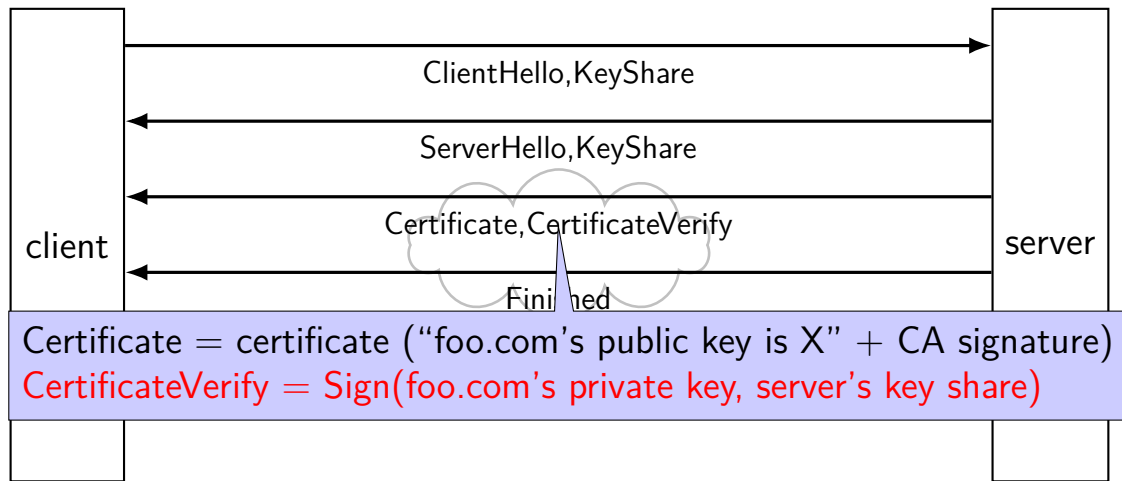 ClientHello,KeyShare
ServerHello,KeyShare
Certificate,CertificateVerify
client
server
Finished
Certificate = certificate (“foo.com's public key is X” + CA signature)
CertificateVerify = Sign(foo.com's private key, server's key share)